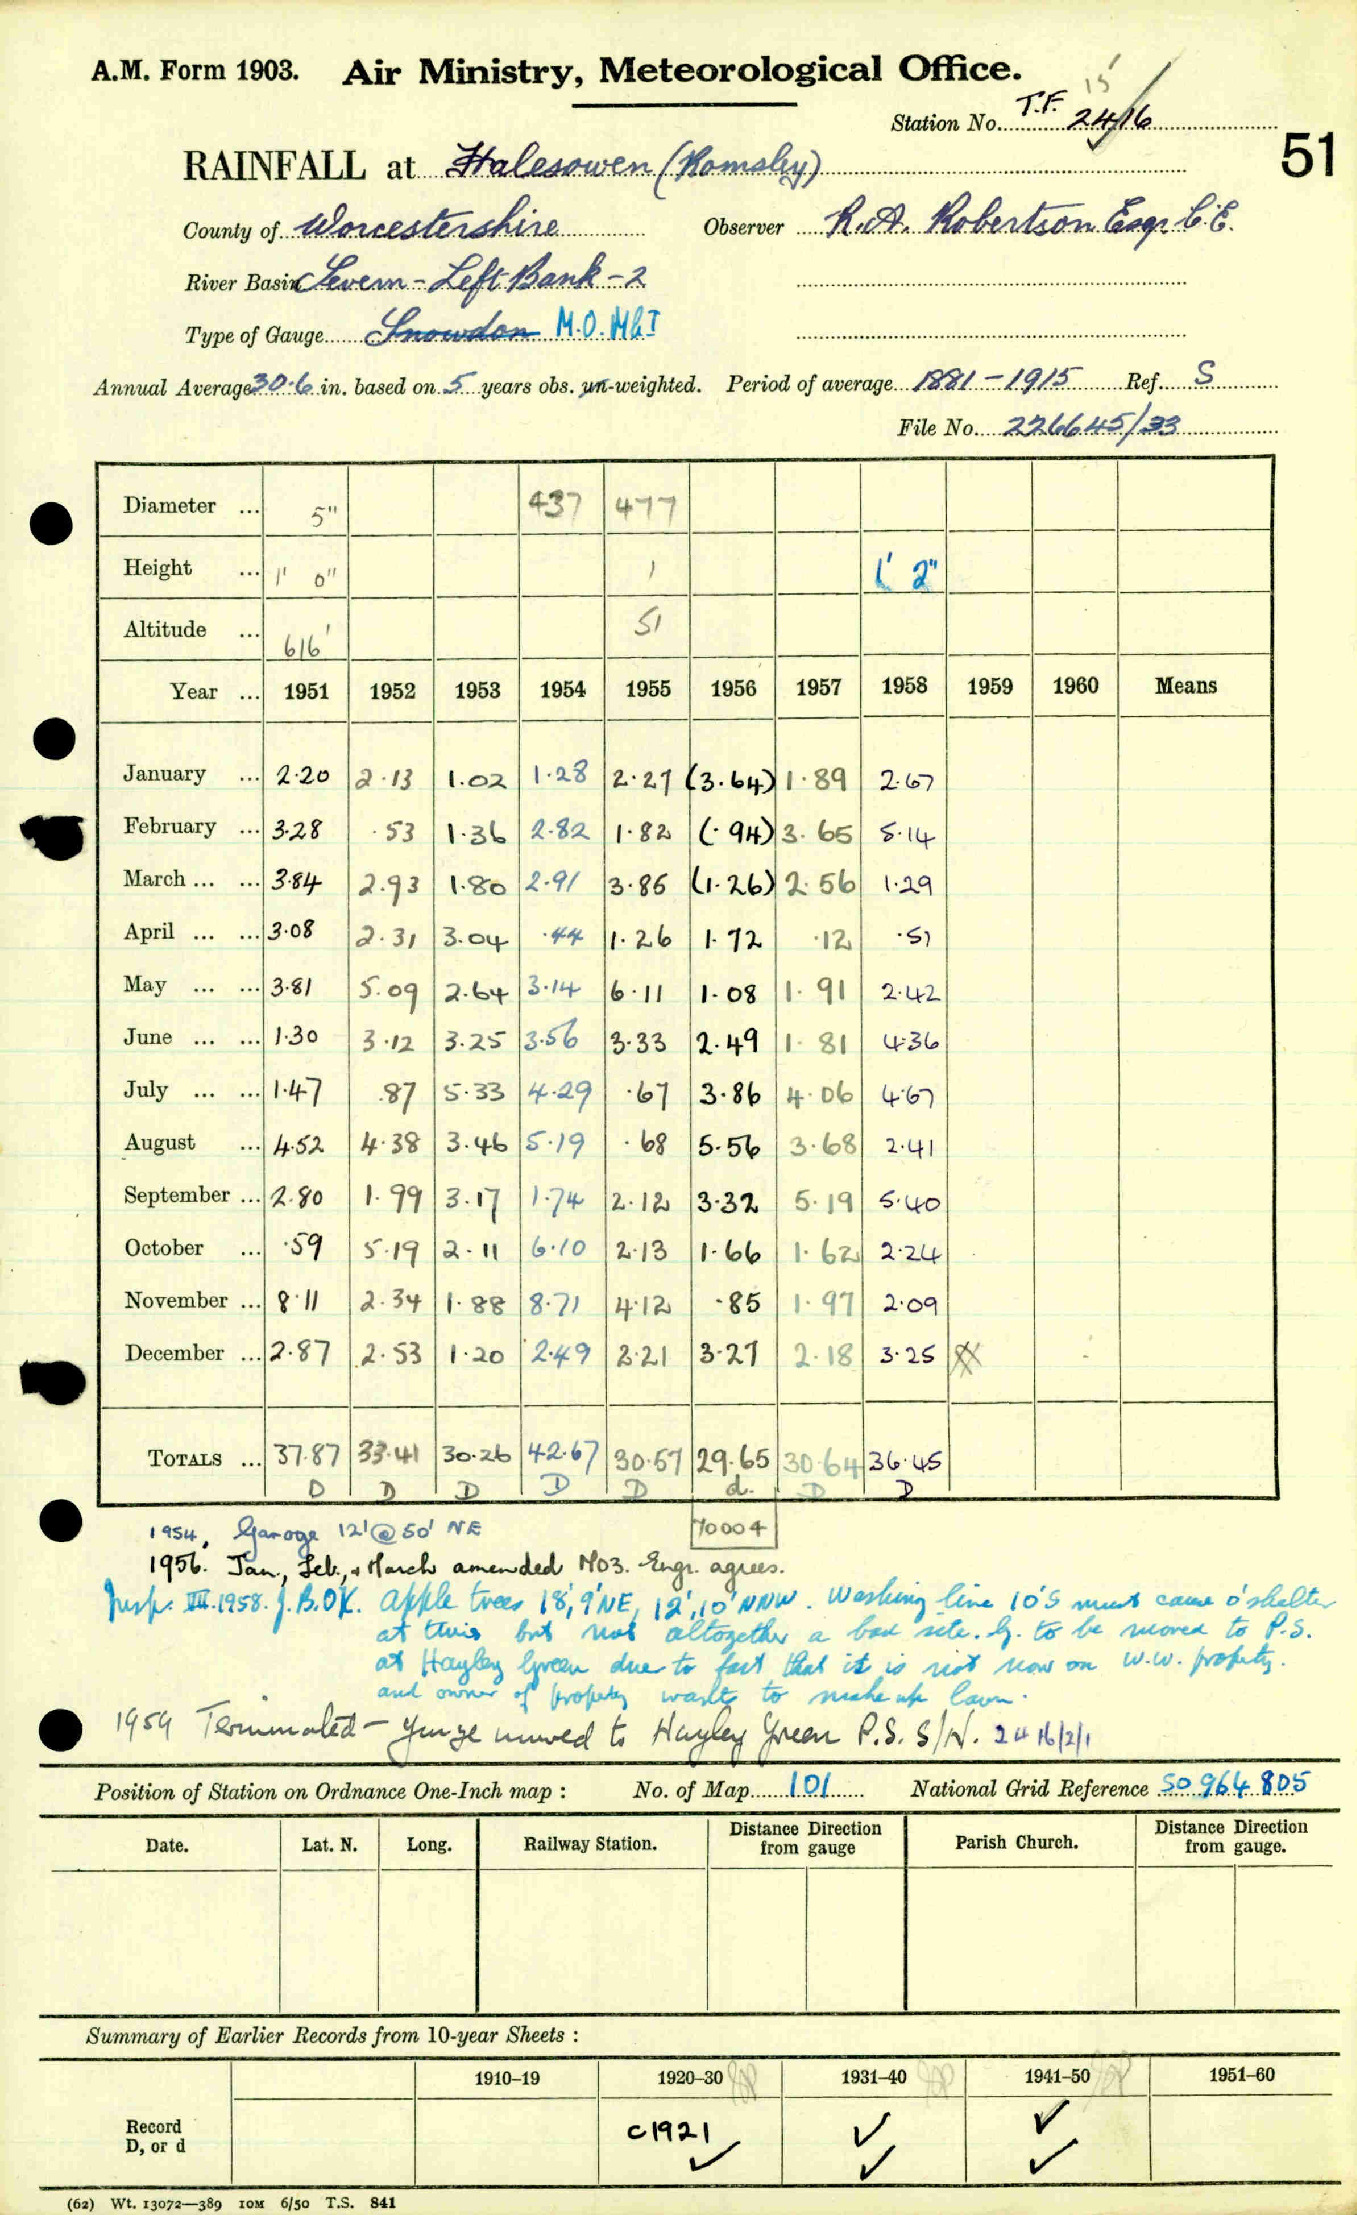 A.M. Form 1903. Air Ministry, Meteorological Office.
15
Station No. T.F. 24/16
51
RAINFALL at Halesowen (Romsley)
County of Worcestershire Observer R.A. Robertson Esqr. C.E.
River Basin Severn - Left Bank - 2
Type of Gauge Snowdon M.O. Mk I
Annual Average 30.6 in. based on 5 years obs. un-weighted. Period of average 1881-1915 Ref. S
File No. 226645/33
Diameter ... 5" 437 477
Height ... 1' 0" 1 1' 2"
Altitude ... 616' 51
Year ... 1951 1952 1953 1954 1955 1956 1957 1958 1959 1960 Means
January ... 2.20 2.13 1.02 1.28 2.27 (3.64) 1.89 2.67
February ... 3.28 .53 1.36 2.82 1.82 (.94) 3.65 5.14
March ... ... 3.84 2.93 1.80 2.91 3.85 (1.26) 2.56 1.29
April ... ... 3.08 2.31 3.04 .44 1.26 1.72 .12 .51
May ... ... 3.81 5.09 2.64 3.14 6.11 1.08 1.91 2.42
June ... ... 1.30 3.12 3.25 3.56 3.33 2.49 1.81 4.36
July ... ... 1.47 .87 5.33 4.29 .67 3.86 4.06 4.67
August ... 4.52 4.38 3.46 5.19 .68 5.56 3.68 2.41
September ... 2.80 1.99 3.17 1.74 2.12 3.32 5.19 5.40
October ... .59 5.19 2.11 6.10 2.13 1.66 1.62 2.24
November ... 8.11 2.34 1.88 8.71 4.12 .85 1.97 2.09
December ... 2.87 2.53 1.20 2.49 2.21 3.27 2.18 3.25
TOTALS ... 37.87 33.41 30.26 42.67 30.57 29.65 30.64 36.45
D D D D D d. D D
1954, Garage 12' @ 50' NE 70004
1956. Jan., Feb., + March amended M03. Engr. agrees.
Insp. VII.1958. J.B. O.K. Apple trees 18', 9' NE, 12', 10' NNW. Washing line 10' S must cause o'shelter
at times but not altogether a bad site. G. to be moved to P.S.
at Hayley Green due to fact that it is not now on W.W. property.
and owner of property wants to make up lawn.
1959 Terminated - gauge moved to Hayley Green P.S. S/N. 2416/2/1
Position of Station on Ordnance One-Inch map : No. of Map 101 National Grid Reference SO 964 805
Date. Lat. N. Long. Railway Station. Distance Direction from gauge Parish Church. Distance Direction from gauge.
Summary of Earlier Records from 10-year Sheets :
1910-19 1920-30 1931-40 1941-50 1951-60
Record D, or d c1921 ✓ ✓ ✓ ✓ ✓
(62) Wt. 13072—389 10M 6/50 T.S. 841